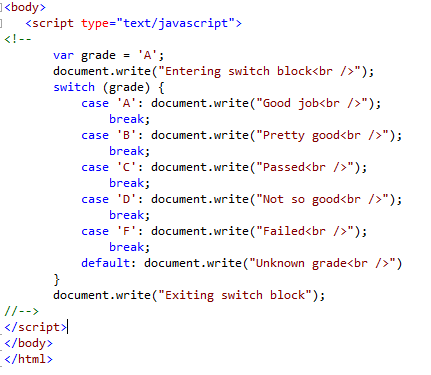 <body>
<script type="text/javascript">
<!--
var grade = 'A';
document.write("Entering switch block<br />");
switch (grade) {
case 'A': document.write("Good job<br />");
break;
case 'B': document.write("Pretty good<br />");
break;
case 'C': document.write("Passed<br />");
break;
case 'D': document.write("Not so good<br />");
break;
case 'F': document.write("Failed<br />");
break;
default: document.write("Unknown grade<br />")
}
document.write("Exiting switch block");
//-->
</script>
</body>
</html>